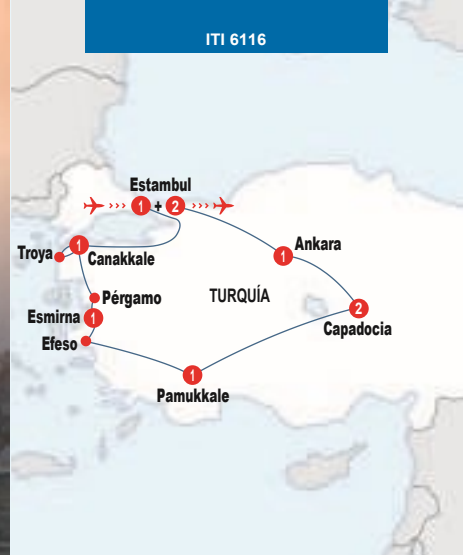 ITI 6116
Estambul
1 + 2
Ankara
1
Troya
1
Canakkale
Pérgamo
TURQUÍA
Esmirna
1
2
Capadocia
Efeso
1
Pamukkale